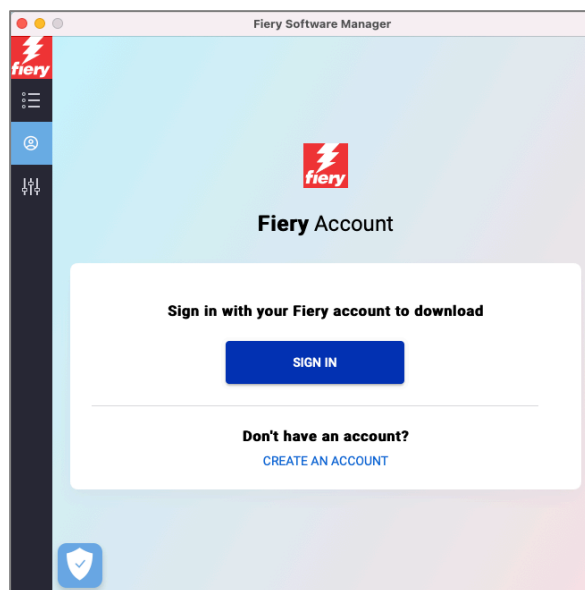 Fiery Software Manager
fiery
fiery
Fiery Account
Sign in with your Fiery account to download
SIGN IN
Don't have an account?
CREATE AN ACCOUNT